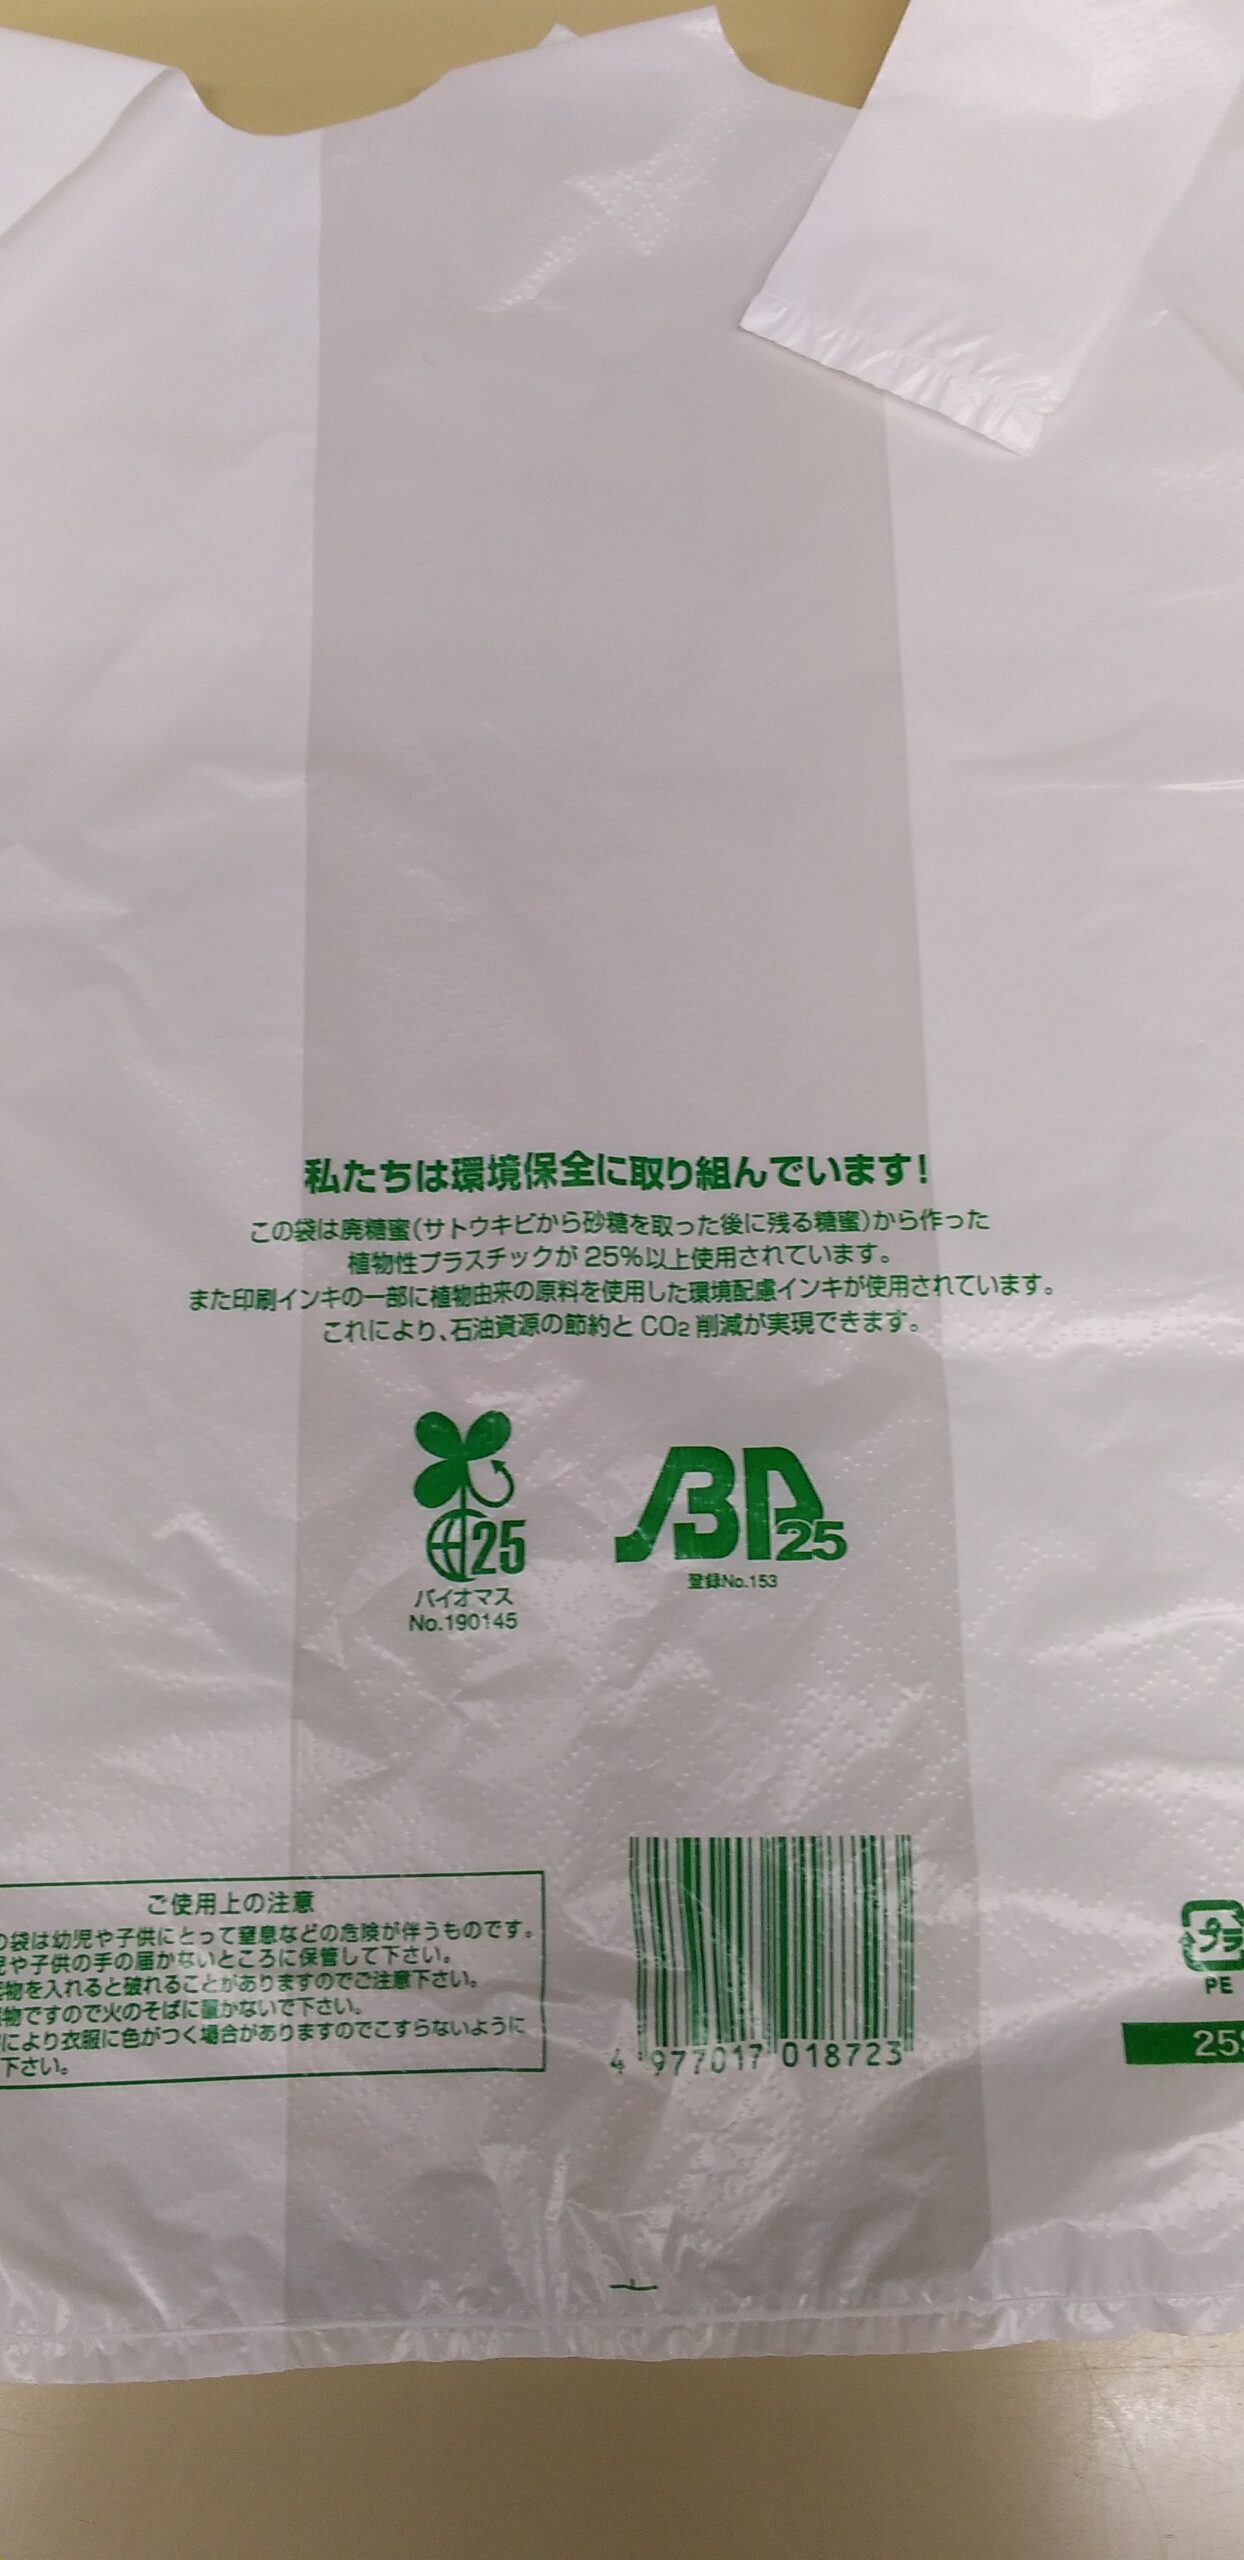 私たちは環境保全に取り組んでいます!
この袋は廃糖蜜(サトウキビから砂糖を取った後に残る糖蜜)から作った
植物性プラスチックが25%以上使用されています。
また印刷インキの一部に植物由来の原料を使用した環境配慮インキが使用されています。
これにより、石油資源の節約とCO2削減が実現できます。
25
バイオマス
No.190145
BP25
登録No.153
ご使用上の注意
の袋は幼児や子供にとって窒息などの危険が伴うものです。
児や子供の手の届かないところに保管して下さい。
物を入れると破れることがありますのでご注意下さい。
物ですので火のそばに置かないで下さい。
により衣服に色がつく場合がありますのでこすらないように
下さい。
4 977017 018723
プラ
PE
25